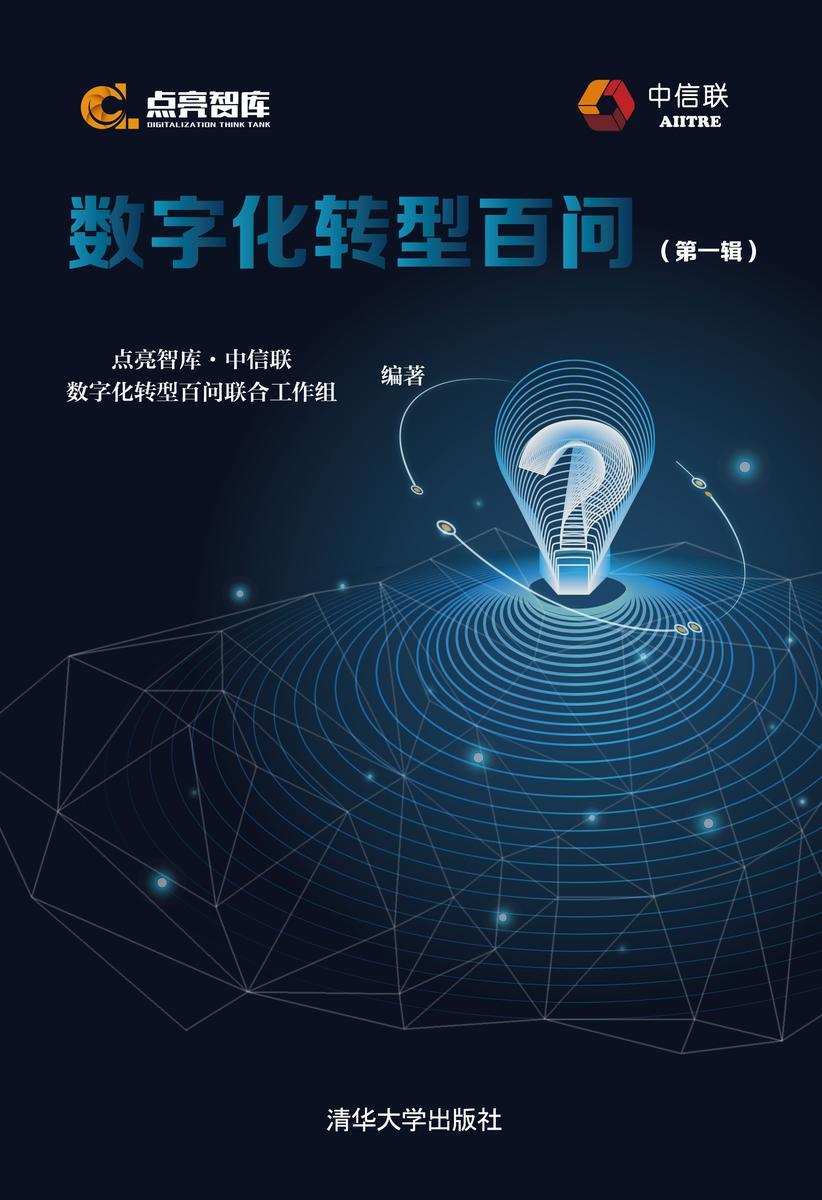 点亮智库
DIGITALIZATION THINK TANK
中信联
AIITRE
数字化转型百问（第一辑）
点亮智库·中信联
数字化转型百问联合工作组
编著
?
清华大学出版社